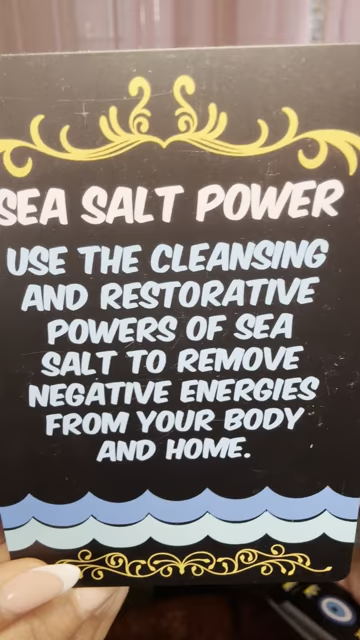 SEA SALT POWER
USE THE CLEANSING
AND RESTORATIVE
POWERS OF SEA
SALT TO REMOVE
NEGATIVE ENERGIES
FROM YOUR BODY
AND HOME.